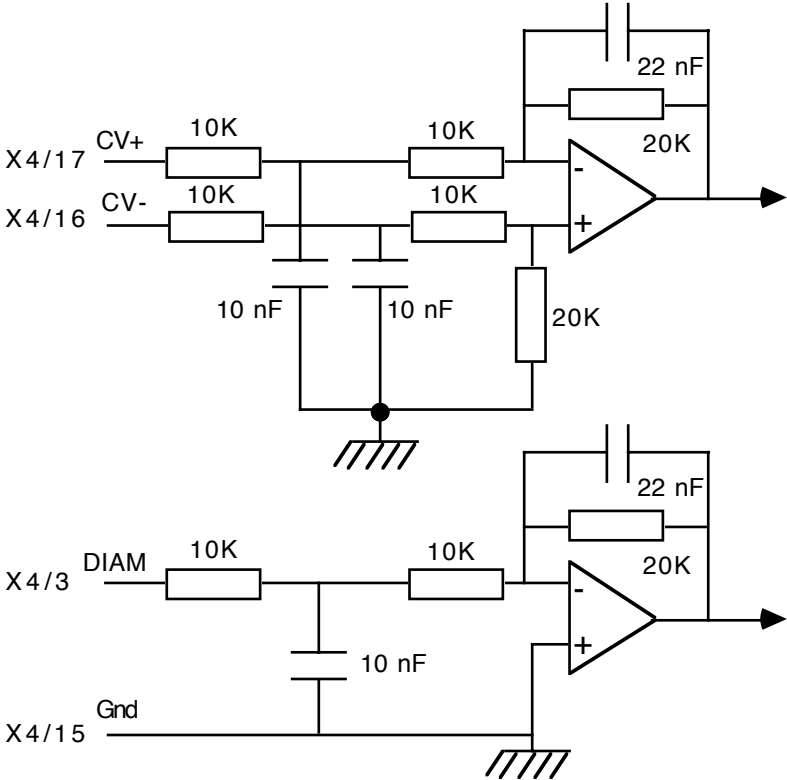 22 nF
10K
10K
20K
X4/17 CV+
-
X4/16 CV-
10K
10K
+
10 nF
10 nF
20K
22 nF
10K
10K
20K
X4/3 DIAM
-
10 nF
+
X4/15 Gnd